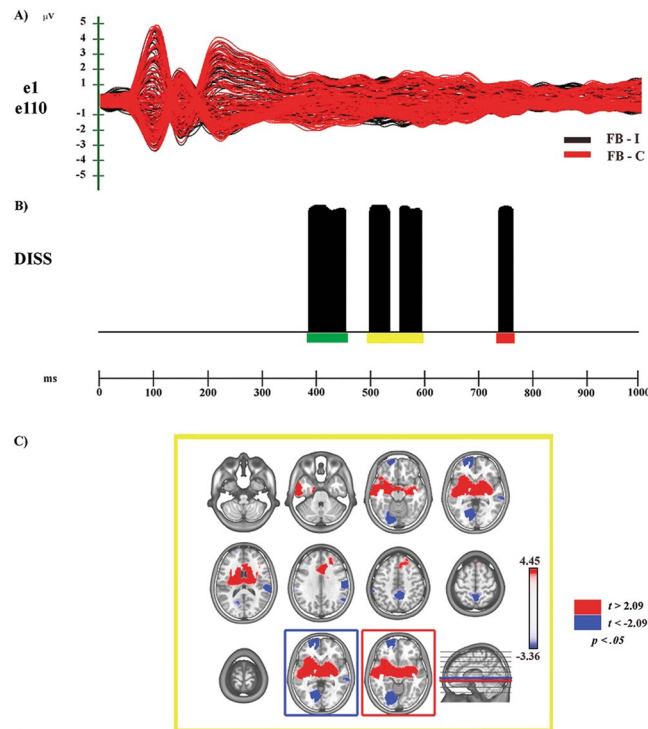 A)
μV
5
4
3
2
1
-1
-2
-3
-4
-5
e1
e110
FB - I
FB - C
B)
DISS
ms
0 100 200 300 400 500 600 700 800 900 1000
C)
4.45
-3.36
t > 2.09
t < -2.09
p < .05